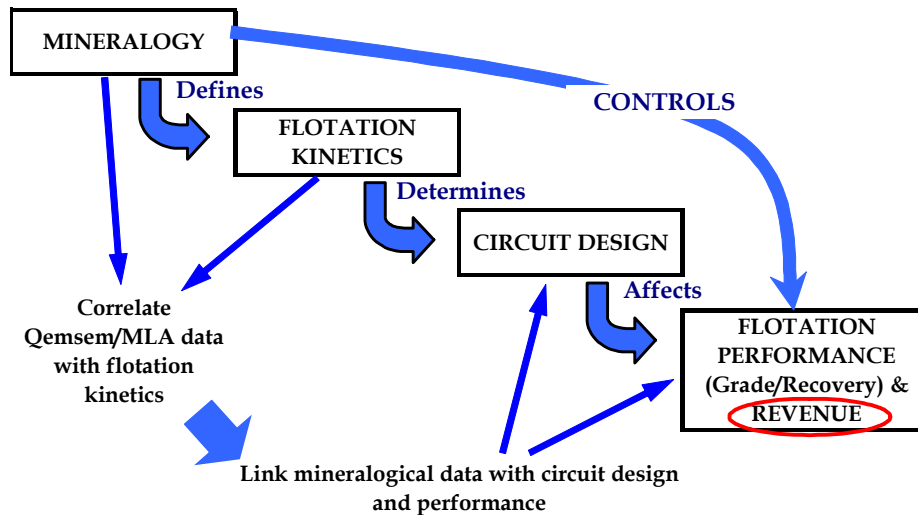 MINERALOGY
Defines
CONTROLS
FLOTATION
KINETICS
Determines
CIRCUIT DESIGN
Affects
Correlate
Qemsem/MLA data
with flotation
kinetics
FLOTATION
PERFORMANCE
(Grade/Recovery) &
REVENUE
Link mineralogical data with circuit design
and performance